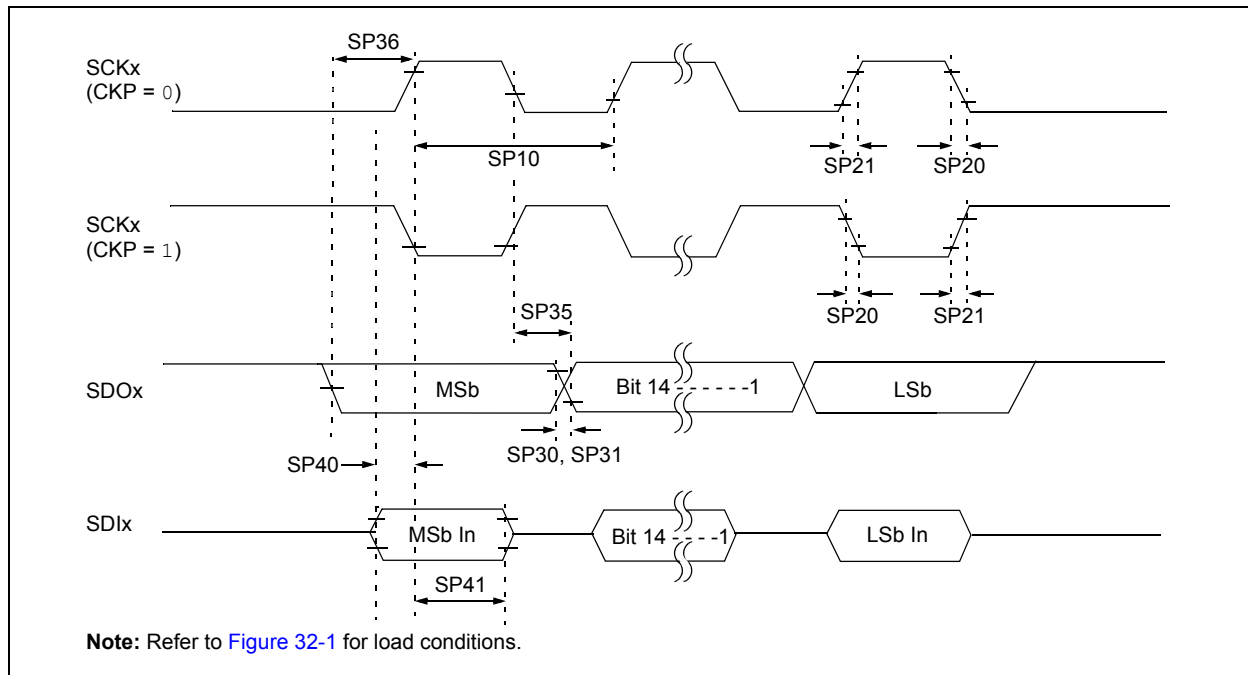 SP36
SCKx
(CKP = 0)
SP10
SP21
SP20
SCKx
(CKP = 1)
SP35
SP20
SP21
SDOx
MSb
Bit 14 - - - - - -1
LSb
SP30, SP31
SP40
SDIx
MSb In
Bit 14 - - - -1
LSb In
SP41
Note: Refer to Figure 32-1 for load conditions.